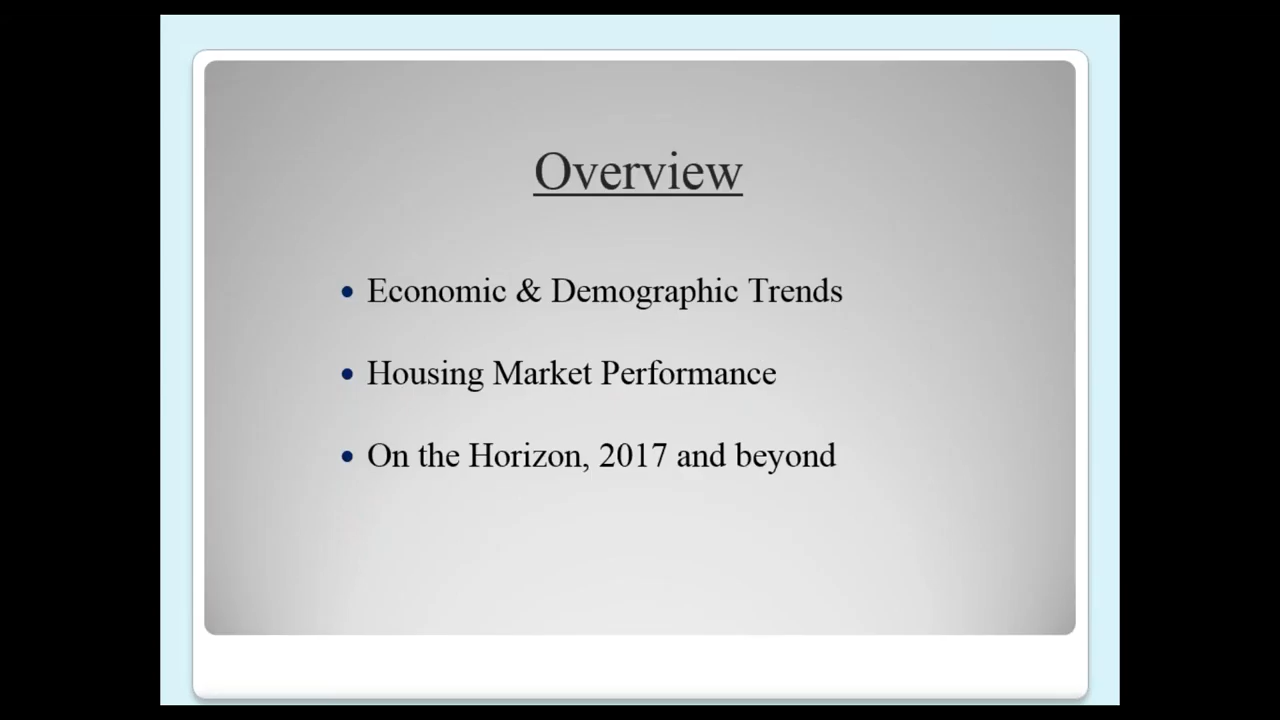 Overview
• Economic & Demographic Trends
• Housing Market Performance
• On the Horizon, 2017 and beyond